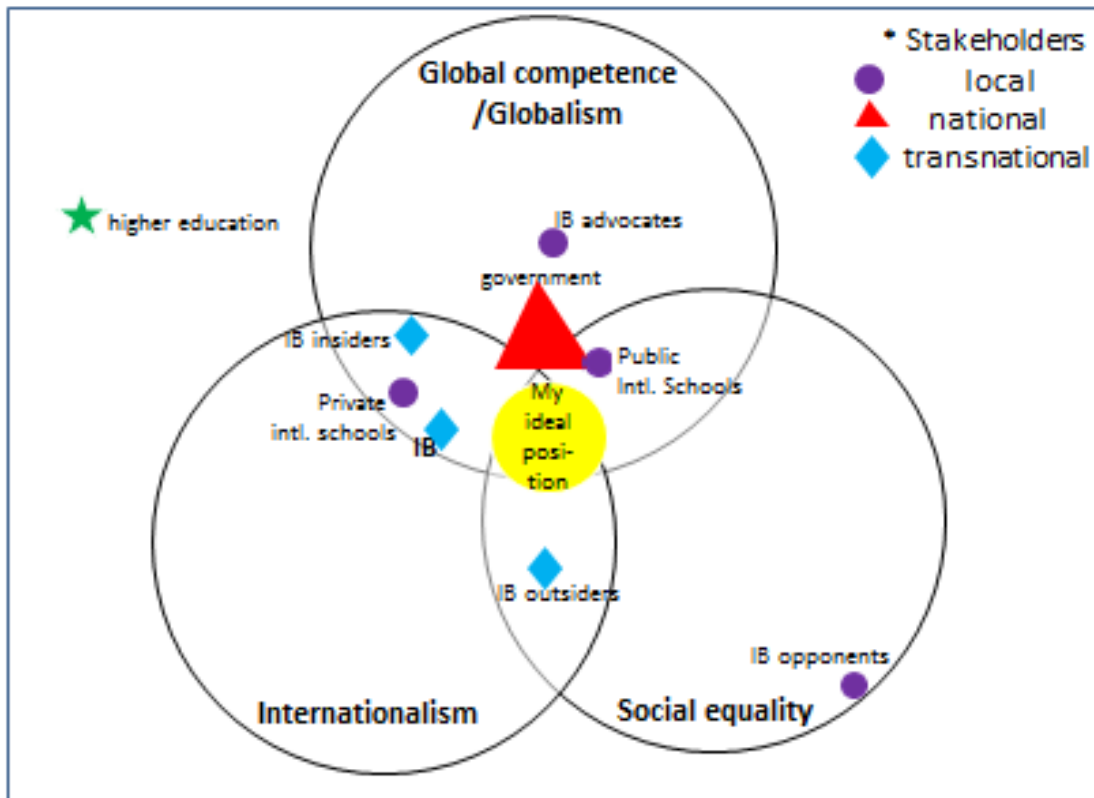 * Stakeholders
local
national
transnational
Global competence
/Globalism
higher education
IB advocates
government
IB insiders
Public
Intl. Schools
Private
intl. schools
IB
My
ideal
posi-
tion
IB outsiders
IB opponents
Internationalism
Social equality